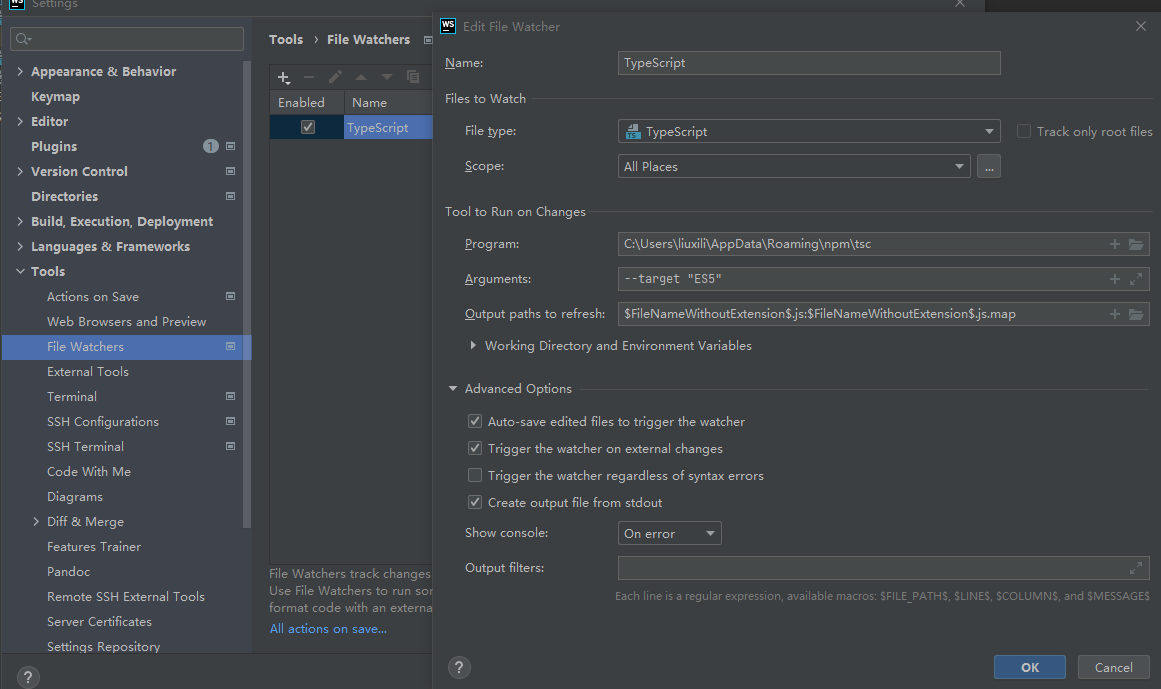 WS Settings
Appearance & Behavior
Keymap
Editor
Plugins 1
Version Control
Directories
Build, Execution, Deployment
Languages & Frameworks
Tools
Actions on Save
Web Browsers and Preview
File Watchers
External Tools
Terminal
SSH Configurations
SSH Terminal
Code With Me
Diagrams
Diff & Merge
Features Trainer
Pandoc
Remote SSH External Tools
Server Certificates
Settings Repository
?
Tools › File Watchers
Enabled Name
TypeScript
File Watchers track changes
Use File Watchers to run
format code with an externa
All actions on save...
WS Edit File Watcher
Name: TypeScript
Files to Watch
File type: TS TypeScript Track only root files
Scope: All Places ...
Tool to Run on Changes
Program: C:\Users\liuxili\AppData\Roaming\npm\tsc
Arguments: --target "ES5"
Output paths to refresh: $FileNameWithoutExtension$.js:$FileNameWithoutExtension$.js.map
Working Directory and Environment Variables
Advanced Options
Auto-save edited files to trigger the watcher
Trigger the watcher on external changes
Trigger the watcher regardless of syntax errors
Create output file from stdout
Show console: On error
Output filters:
Each line is a regular expression, available macros: $FILE_PATH$, $LINE$, $COLUMN$, and $MESSAGE$
? OK Cancel